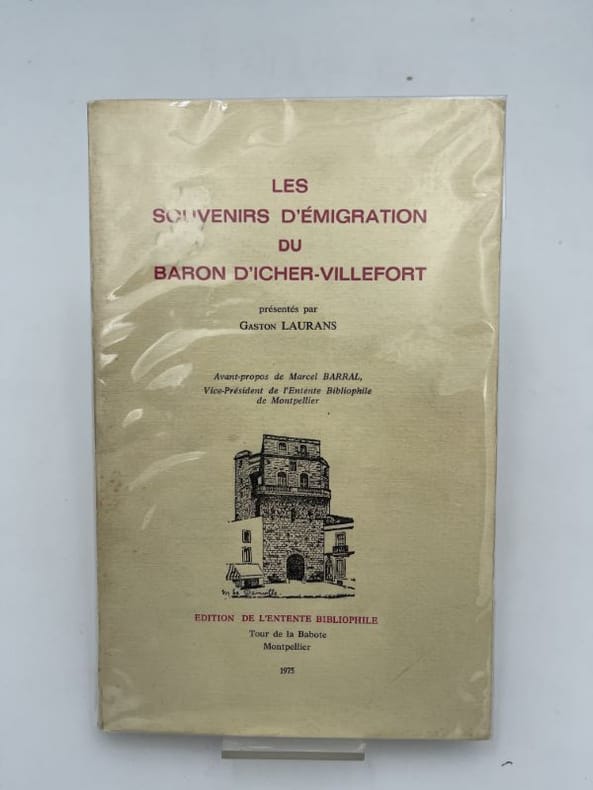 LES
SOUVENIRS D'ÉMIGRATION
DU
BARON D'ICHER-VILLEFORT
présentés par
GASTON LAURANS
Avant-propos de Marcel BARRAL,
Vice-Président de l'Entente Bibliophile
de Montpellier
EDITION DE L'ENTENTE BIBLIOPHILE
Tour de la Babote
Montpellier
1975